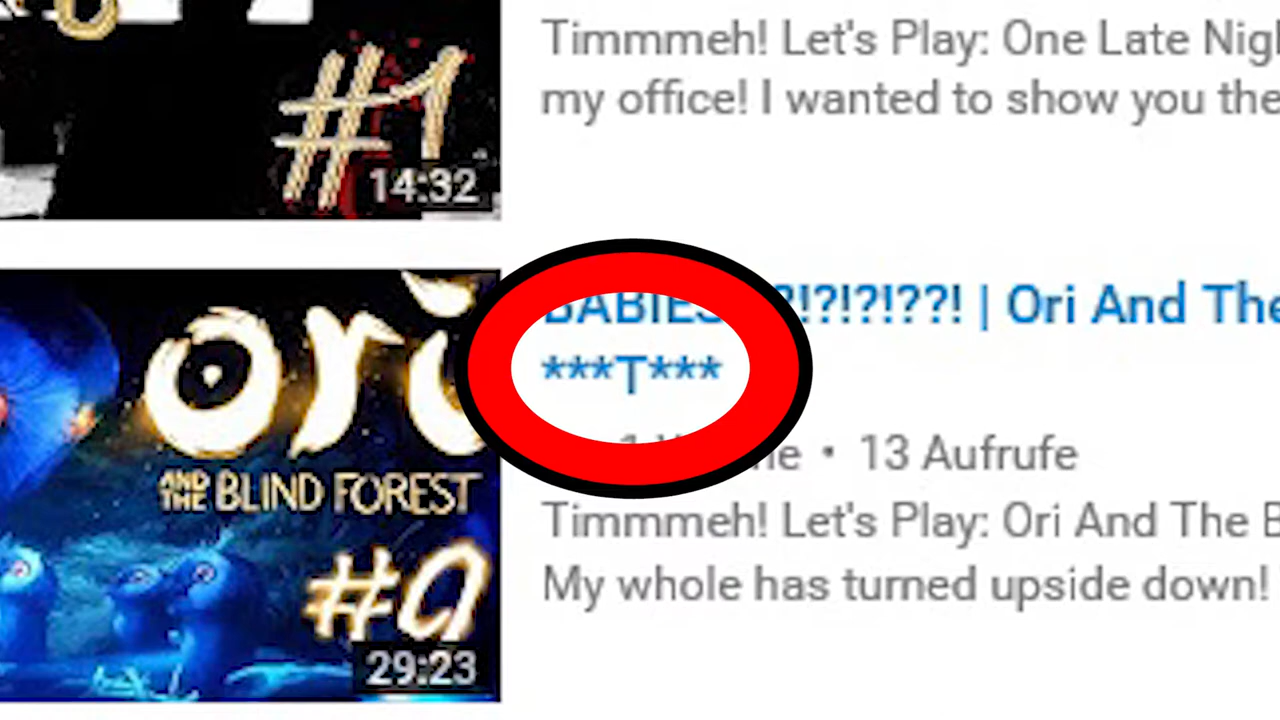 Timmmeh! Let's Play: One Late Nigh
my office! I wanted to show you the
#1
14:32
BABIES ?!?!?!??! | Ori And The
***T***
13 Aufrufe
ori
AND THE BLIND FOREST
#9
29:23
Timmmeh! Let's Play: Ori And The B
My whole has turned upside down!